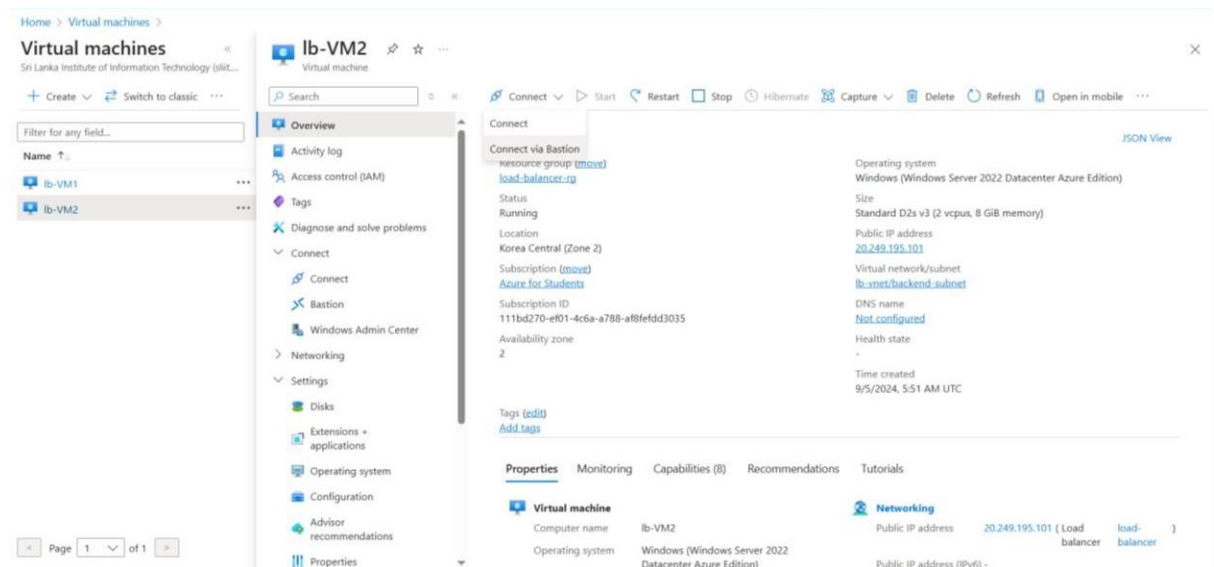 Home > Virtual machines >
Virtual machines
Sri Lanka Institute of Information Technology (sliit...
+ Create Switch to classic ...
Filter for any field...
Name ↑
lb-VM1 ...
lb-VM2 ...
< Page 1 of 1 >
lb-VM2 ...
Virtual machine
Search
Overview
Activity log
Access control (IAM)
Tags
Diagnose and solve problems
Connect
Connect
Bastion
Windows Admin Center
Networking
Settings
Disks
Extensions +
applications
Operating system
Configuration
Advisor
recommendations
Properties
Connect Start Restart Stop Hibernate Capture Delete Refresh Open in mobile ...
Connect
Connect via Bastion
JSON View
Resource group (move)
load-balancer-rg
Status
Running
Location
Korea Central (Zone 2)
Subscription (move)
Azure for Students
Subscription ID
111bd270-ef01-4c6a-a788-af8fefdd3035
Availability zone
2
Operating system
Windows (Windows Server 2022 Datacenter Azure Edition)
Size
Standard D2s v3 (2 vcpus, 8 GiB memory)
Public IP address
20.249.195.101
Virtual network/subnet
lb-vnet/backend-subnet
DNS name
Not configured
Health state
-
Time created
9/5/2024, 5:51 AM UTC
Tags (edit)
Add tags
Properties Monitoring Capabilities (8) Recommendations Tutorials
Virtual machine
Computer name lb-VM2
Operating system Windows (Windows Server 2022
Datacenter Azure Edition)
Networking
Public IP address 20.249.195.101 ( Load balancer load-balancer )
Public IP address (IPv6) -